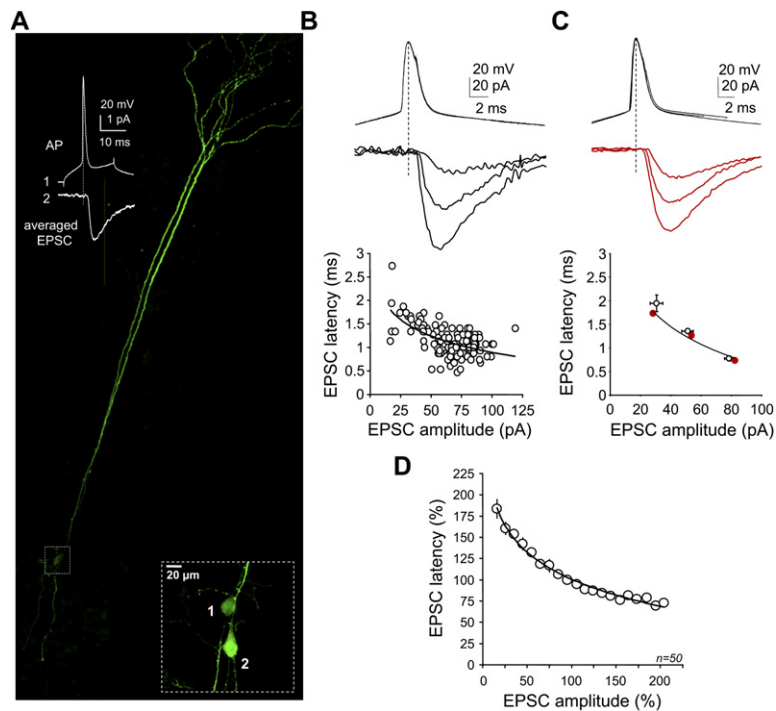 A
20 mV
1 pA
10 ms
AP
1
2
averaged
EPSC
20 µm
1
2
B
20 mV
20 pA
2 ms
EPSC latency (ms)
3
2.5
2
1.5
1
0.5
0
0 25 50 75 100 120
EPSC amplitude (pA)
C
20 mV
20 pA
2 ms
EPSC latency (ms)
3
2.5
2
1.5
1
0.5
0
0 20 40 60 80 100
EPSC amplitude (pA)
D
EPSC latency (%)
225
200
175
150
125
100
75
50
25
0
0 50 100 150 200
n=50
EPSC amplitude (%)